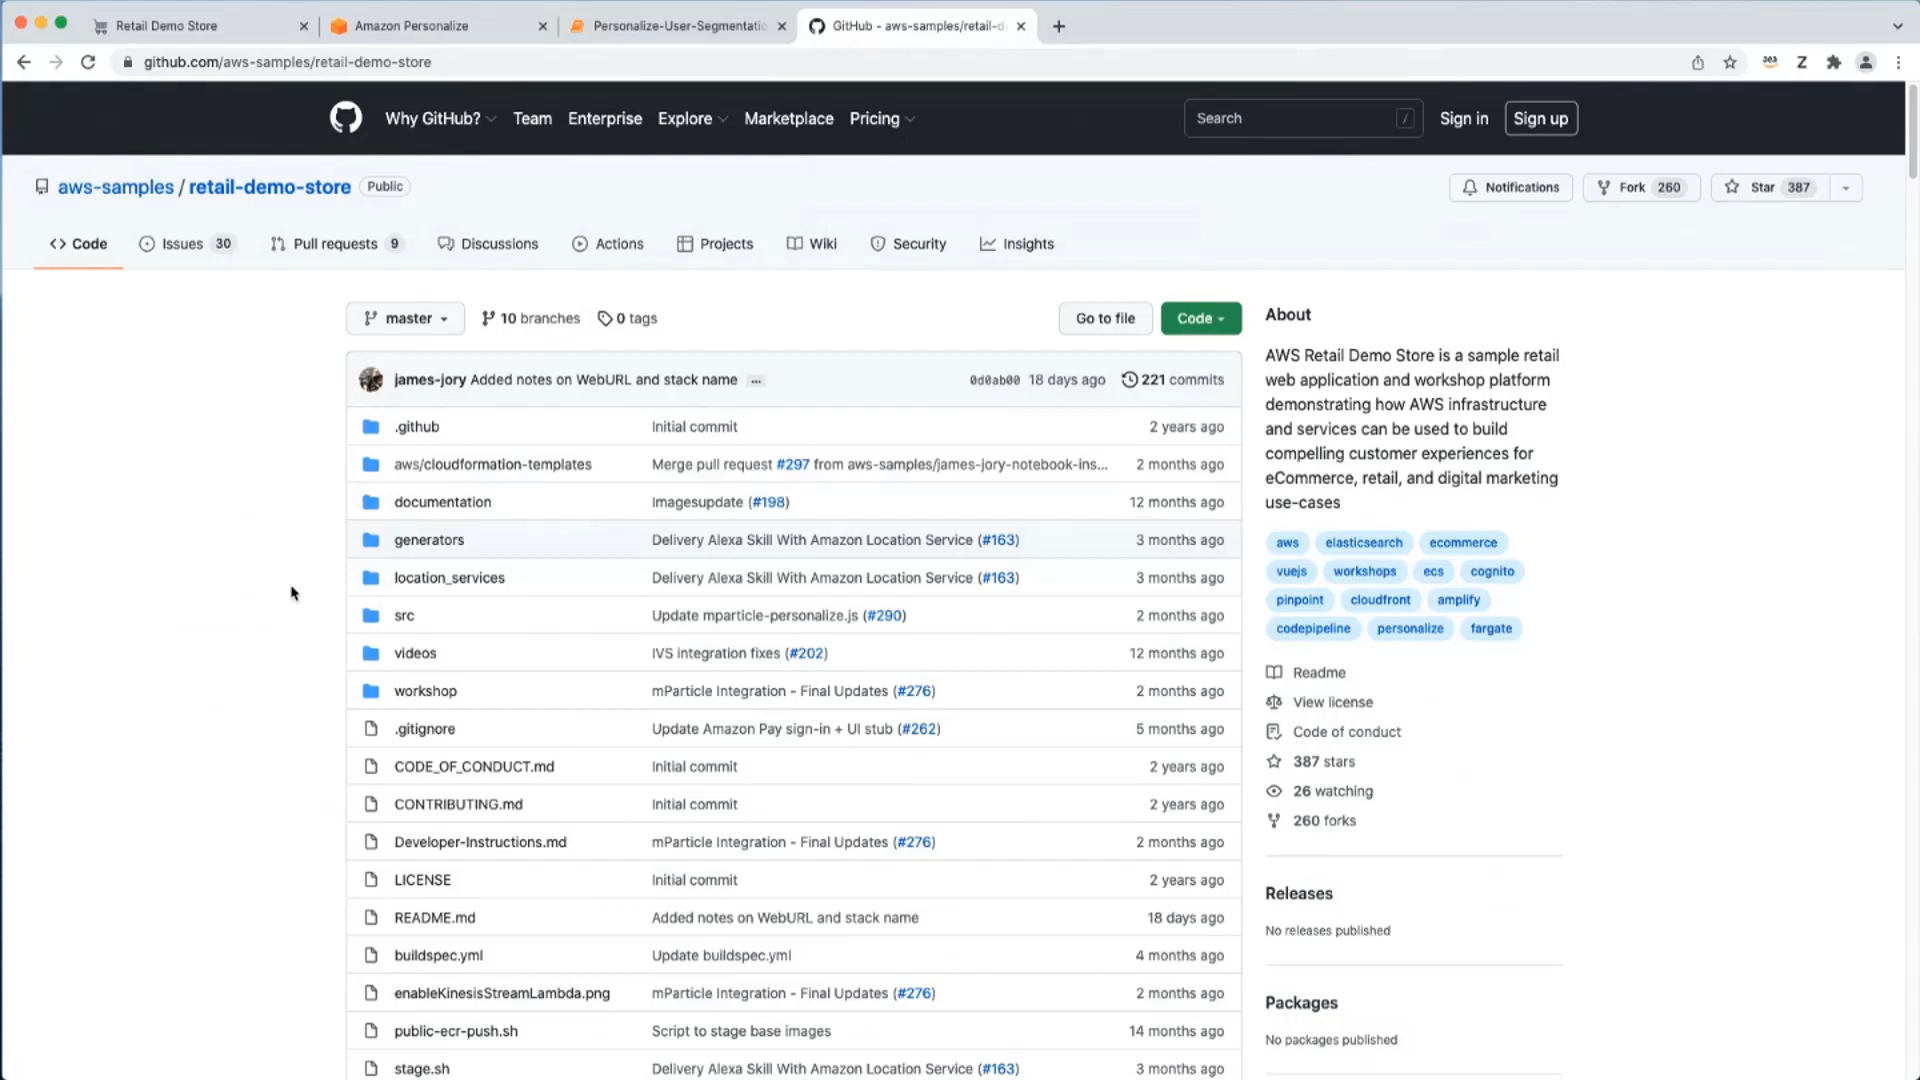 Retail Demo Store
Amazon Personalize
Personalize-User-Segmentatio
GitHub - aws-samples/retail-d
github.com/aws-samples/retail-demo-store
Z
Why GitHub?
Team
Enterprise
Explore
Marketplace
Pricing
Search
/
Sign in
Sign up
aws-samples / retail-demo-store
Public
Notifications
Fork 260
Star 387
Code
Issues 30
Pull requests 9
Discussions
Actions
Projects
Wiki
Security
Insights
master
10 branches
0 tags
Go to file
Code
james-jory Added notes on WebURL and stack name ...
0d0ab00 18 days ago
221 commits
.github Initial commit 2 years ago
aws/cloudformation-templates Merge pull request #297 from aws-samples/james-jory-notebook-ins... 2 months ago
documentation Imagesupdate (#198) 12 months ago
generators Delivery Alexa Skill With Amazon Location Service (#163) 3 months ago
location_services Delivery Alexa Skill With Amazon Location Service (#163) 3 months ago
src Update mparticle-personalize.js (#290) 2 months ago
videos IVS integration fixes (#202) 12 months ago
workshop mParticle Integration - Final Updates (#276) 2 months ago
.gitignore Update Amazon Pay sign-in + UI stub (#262) 5 months ago
CODE_OF_CONDUCT.md Initial commit 2 years ago
CONTRIBUTING.md Initial commit 2 years ago
Developer-Instructions.md mParticle Integration - Final Updates (#276) 2 months ago
LICENSE Initial commit 2 years ago
README.md Added notes on WebURL and stack name 18 days ago
buildspec.yml Update buildspec.yml 4 months ago
enableKinesisStreamLambda.png mParticle Integration - Final Updates (#276) 2 months ago
public-ecr-push.sh Script to stage base images 14 months ago
stage.sh Delivery Alexa Skill With Amazon Location Service (#163) 3 months ago
About
AWS Retail Demo Store is a sample retail
web application and workshop platform
demonstrating how AWS infrastructure
and services can be used to build
compelling customer experiences for
eCommerce, retail, and digital marketing
use-cases
aws elasticsearch ecommerce
vuejs workshops ecs cognito
pinpoint cloudfront amplify
codepipeline personalize fargate
Readme
View license
Code of conduct
387 stars
26 watching
260 forks
Releases
No releases published
Packages
No packages published